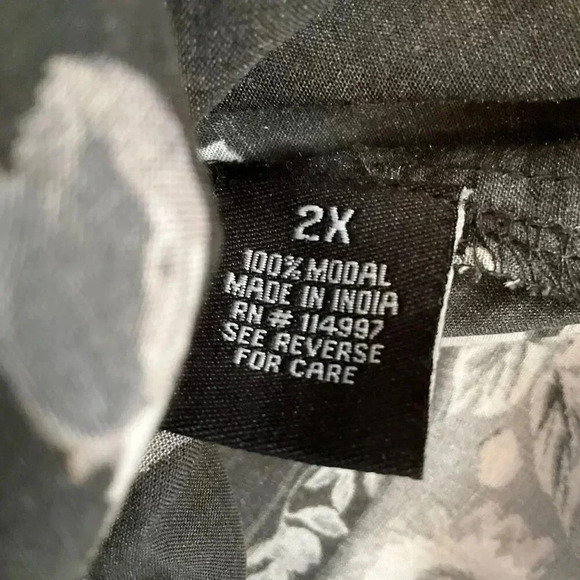 2X
100% MODAL
MADE IN INDIA
RN # 114997
SEE REVERSE
FOR CARE